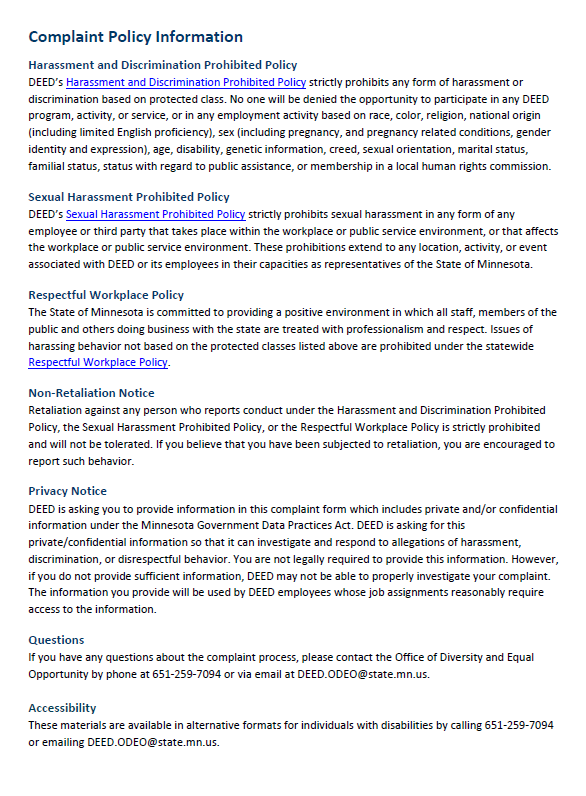 Complaint Policy Information
Harassment and Discrimination Prohibited Policy
DEED's Harassment and Discrimination Prohibited Policy strictly prohibits any form of harassment or
discrimination based on protected class. No one will be denied the opportunity to participate in any DEED
program, activity, or service, or in any employment activity based on race, color, religion, national origin
(including limited English proficiency), sex (including pregnancy, and pregnancy related conditions, gender
identity and expression), age, disability, genetic information, creed, sexual orientation, marital status,
familial status, status with regard to public assistance, or membership in a local human rights commission.
Sexual Harassment Prohibited Policy
DEED's Sexual Harassment Prohibited Policy strictly prohibits sexual harassment in any form of any
employee or third party that takes place within the workplace or public service environment, or that affects
the workplace or public service environment. These prohibitions extend to any location, activity, or event
associated with DEED or its employees in their capacities as representatives of the State of Minnesota.
Respectful Workplace Policy
The State of Minnesota is committed to providing a positive environment in which all staff, members of the
public and others doing business with the state are treated with professionalism and respect. Issues of
harassing behavior not based on the protected classes listed above are prohibited under the statewide
Respectful Workplace Policy.
Non-Retaliation Notice
Retaliation against any person who reports conduct under the Harassment and Discrimination Prohibited
Policy, the Sexual Harassment Prohibited Policy, or the Respectful Workplace Policy is strictly prohibited
and will not be tolerated. If you believe that you have been subjected to retaliation, you are encouraged to
report such behavior.
Privacy Notice
DEED is asking you to provide information in this complaint form which includes private and/or confidential
information under the Minnesota Government Data Practices Act. DEED is asking for this
private/confidential information so that it can investigate and respond to allegations of harassment,
discrimination, or disrespectful behavior. You are not legally required to provide this information. However,
if you do not provide sufficient information, DEED may not be able to properly investigate your complaint.
The information you provide will be used by DEED employees whose job assignments reasonably require
access to the information.
Questions
If you have any questions about the complaint process, please contact the Office of Diversity and Equal
Opportunity by phone at 651-259-7094 or via email at DEED.ODEO@state.mn.us.
Accessibility
These materials are available in alternative formats for individuals with disabilities by calling 651-259-7094
or emailing DEED.ODEO@state.mn.us.